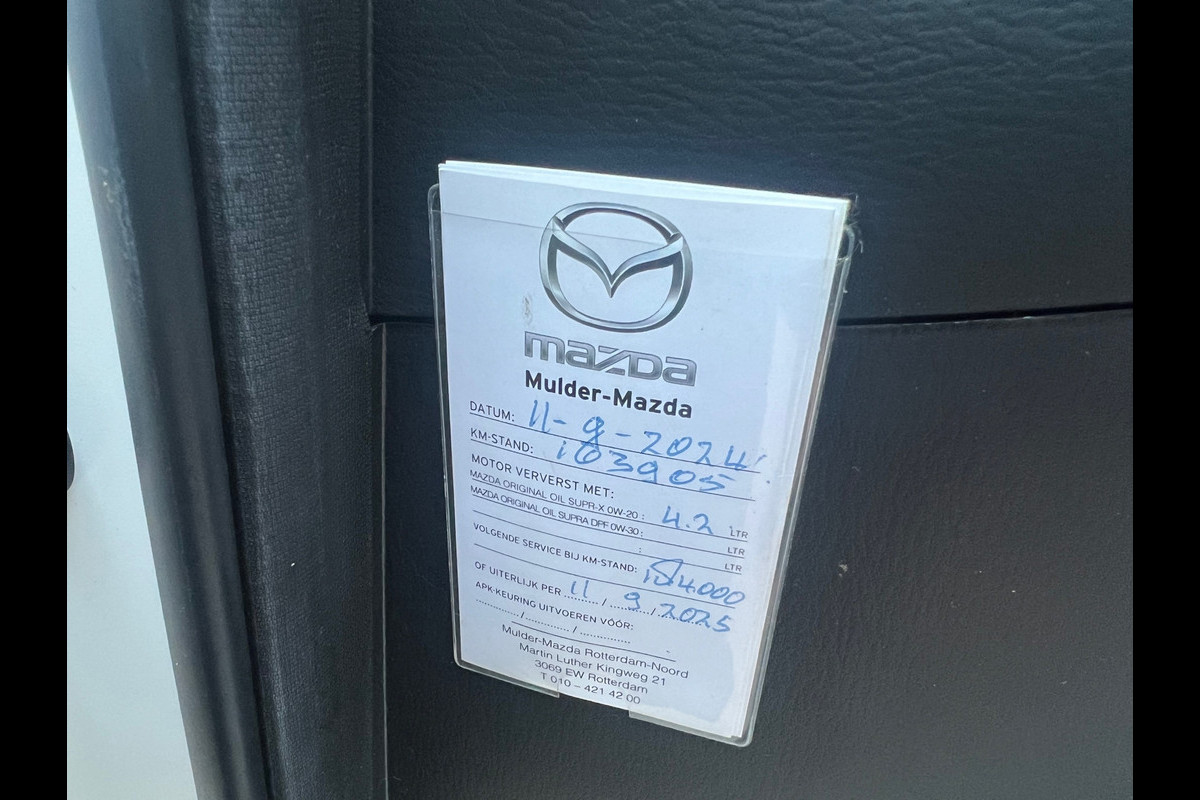 mazda
Mulder-Mazda
DATUM: 11-9-2024
KM-STAND: 103905
MOTOR VERVERST MET:
MAZDA ORIGINAL OIL SUPR-X 0W-20 : 4.2 LTR
MAZDA ORIGINAL OIL SUPRA DPF 0W-30 : LTR
: LTR
VOLGENDE SERVICE BIJ KM-STAND:
OF UITERLIJK PER 11 / 9 / 2025
APK-KEURING UITVOEREN VÓÓR:
............/............/............
Mulder-Mazda Rotterdam-Noord
Martin Luther Kingweg 21
3069 EW Rotterdam
T 010 – 421 42 00